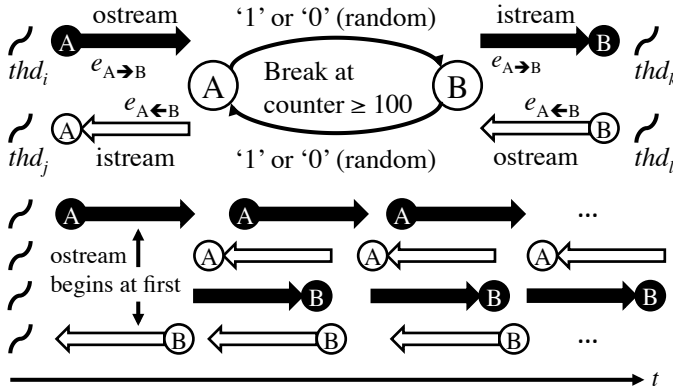 ostream ‘1’ or ‘0’ (random) istream
A B
thd_i e_A➔B A Break at counter ≥ 100 B e_A➔B thd_k
e_A←B e_A←B
A B
thd_j istream ‘1’ or ‘0’ (random) ostream thd_l
A A A ...
ostream A A A
begins at first B B B
B B B ...
t